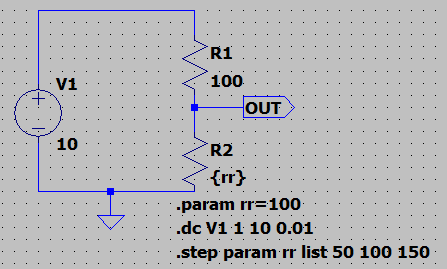 R1
100
V1
OUT
10
R2
{rr}
.param rr=100
.dc V1 1 10 0.01
.step param rr list 50 100 150